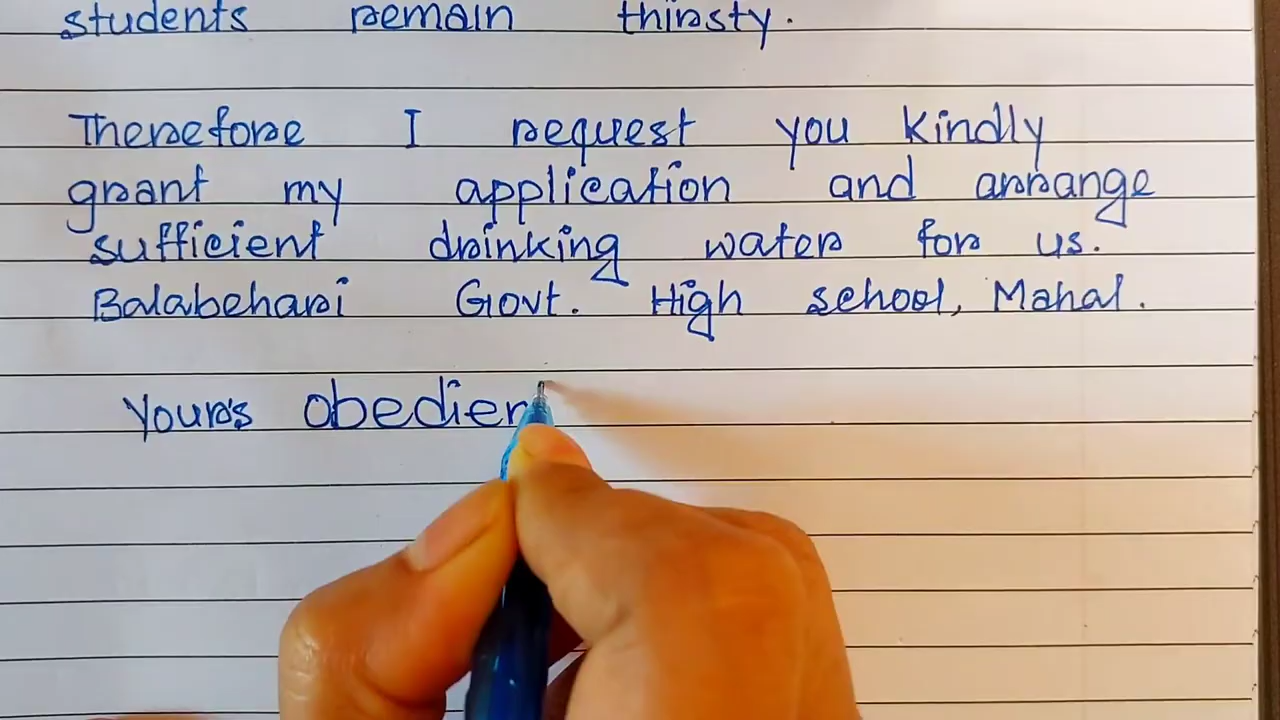 students remain thirsty.
Therefore I request you kindly
grant my application and arrange
sufficient drinking water for us.
Balabehari Govt. High school, Mahal.
Yours obedien